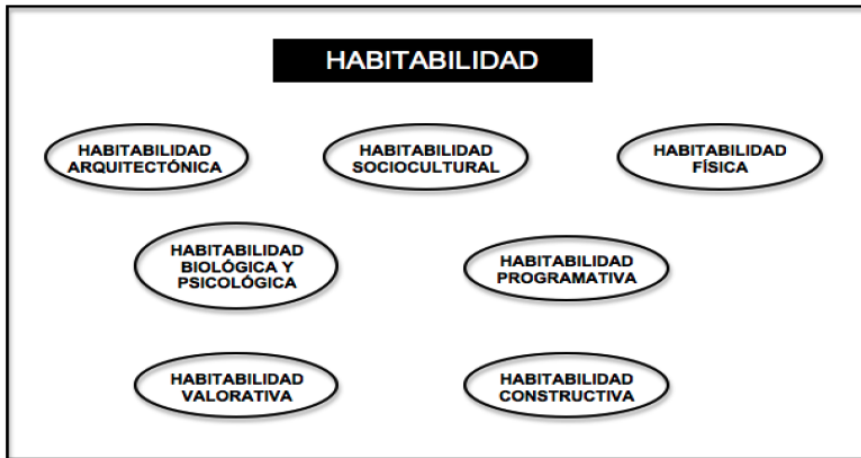 HABITABILIDAD
HABITABILIDAD
ARQUITECTÓNICA
HABITABILIDAD
SOCIOCULTURAL
HABITABILIDAD
FÍSICA
HABITABILIDAD
BIOLÓGICA Y
PSICOLÓGICA
HABITABILIDAD
PROGRAMATIVA
HABITABILIDAD
VALORATIVA
HABITABILIDAD
CONSTRUCTIVA